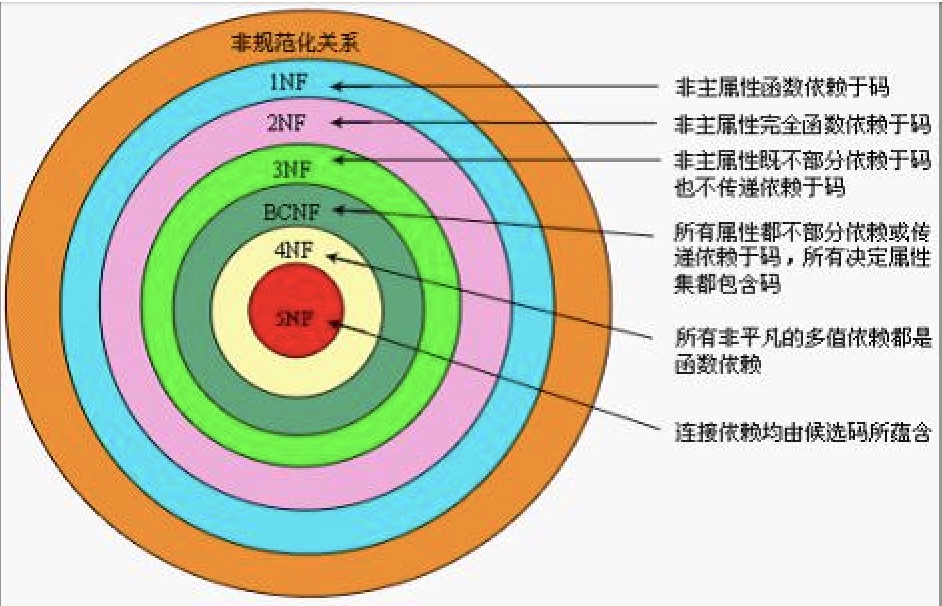 非规范化关系
1NF
非主属性函数依赖于码
2NF
非主属性完全函数依赖于码
3NF
非主属性既不部分依赖于码
也不传递依赖于码
BCNF
所有属性都不部分依赖或传
递依赖于码，所有决定属性
集都包含码
4NF
所有非平凡的多值依赖都是
函数依赖
5NF
连接依赖均由候选码所蕴含